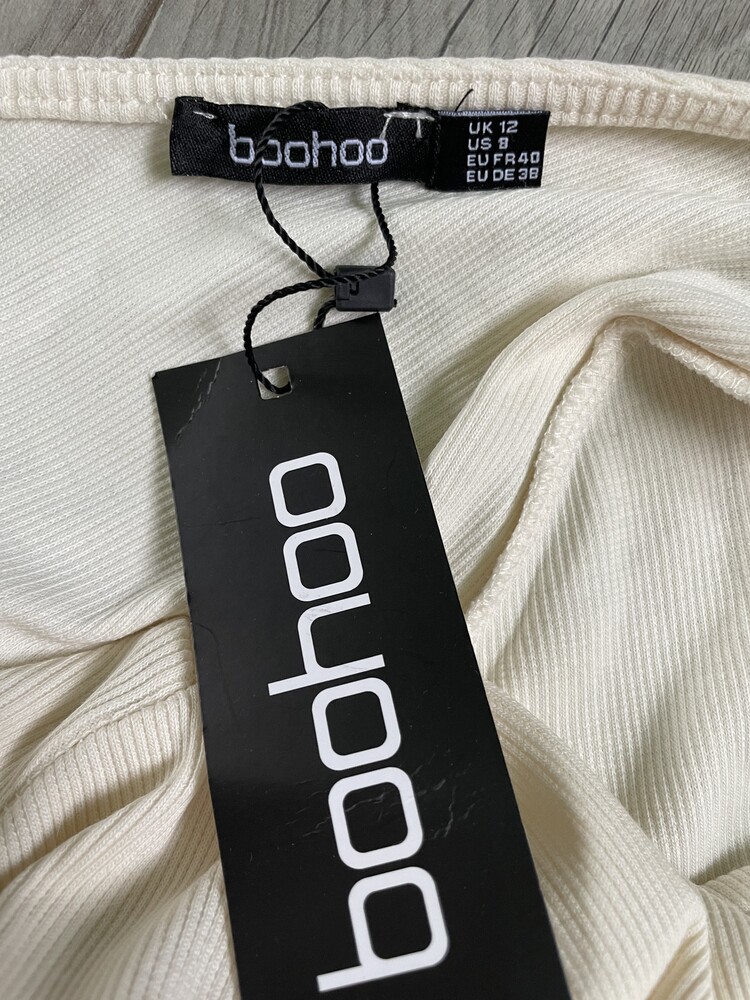 boohoo
UK 12
US 8
EU FR 40
EU DE 38
boohoo